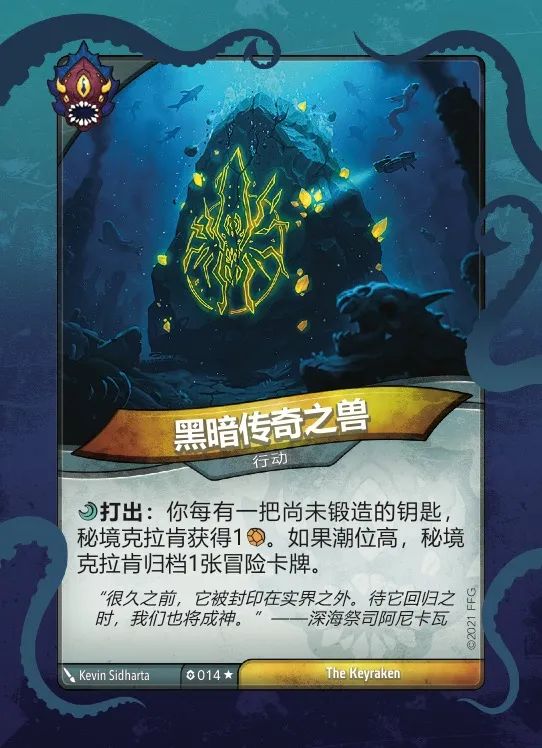 黑暗传奇之兽
行动
打出：你每有一把尚未锻造的钥匙，
秘境克拉肯获得1。如果潮位高，秘境
克拉肯归档1张冒险卡牌。
“很久之前，它被封印在实界之外。待它回归之
时，我们也将成神。”——深海祭司阿尼卡瓦
©2021 FFG
Kevin Sidharta
014 ★
The Keyraken